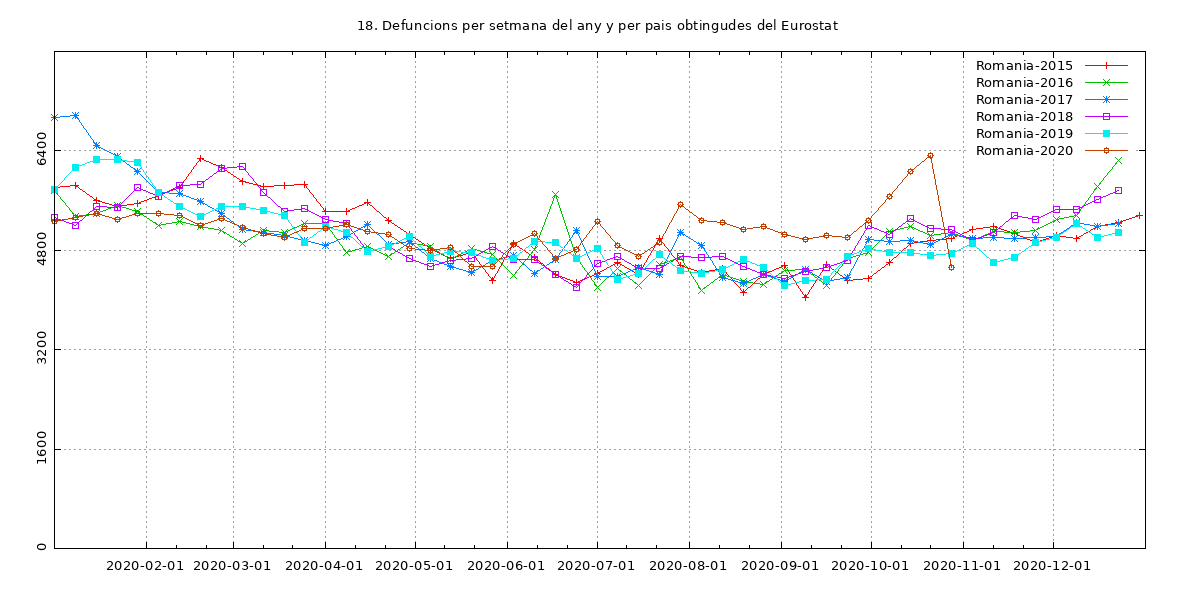 18. Defuncions per setmana del any y per pais obtingudes del Eurostat
Romania-2015
Romania-2016
Romania-2017
Romania-2018
Romania-2019
Romania-2020
6400
4800
3200
1600
0
2020-02-01 2020-03-01 2020-04-01 2020-05-01 2020-06-01 2020-07-01 2020-08-01 2020-09-01 2020-10-01 2020-11-01 2020-12-01